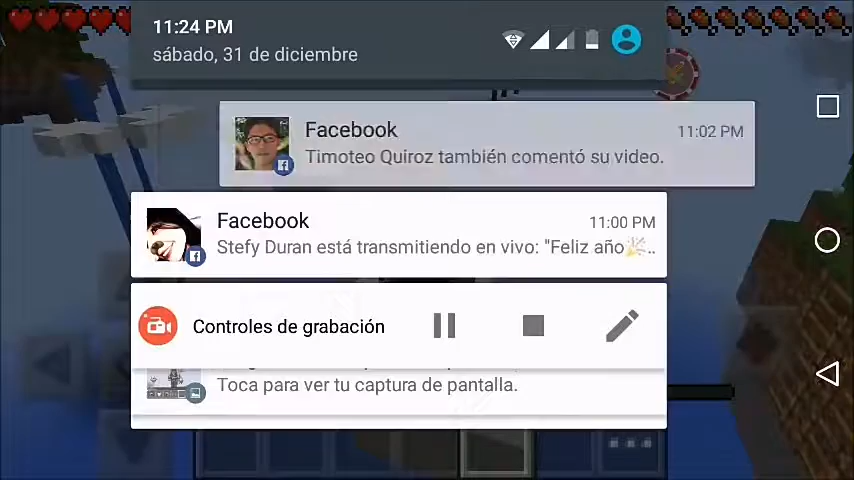 11:24 PM
sábado, 31 de diciembre
Facebook
11:02 PM
Timoteo Quiroz también comentó su video.
Facebook
11:00 PM
Stefy Duran está transmitiendo en vivo: "Feliz año🎉..
Controles de grabación
Toca para ver tu captura de pantalla.